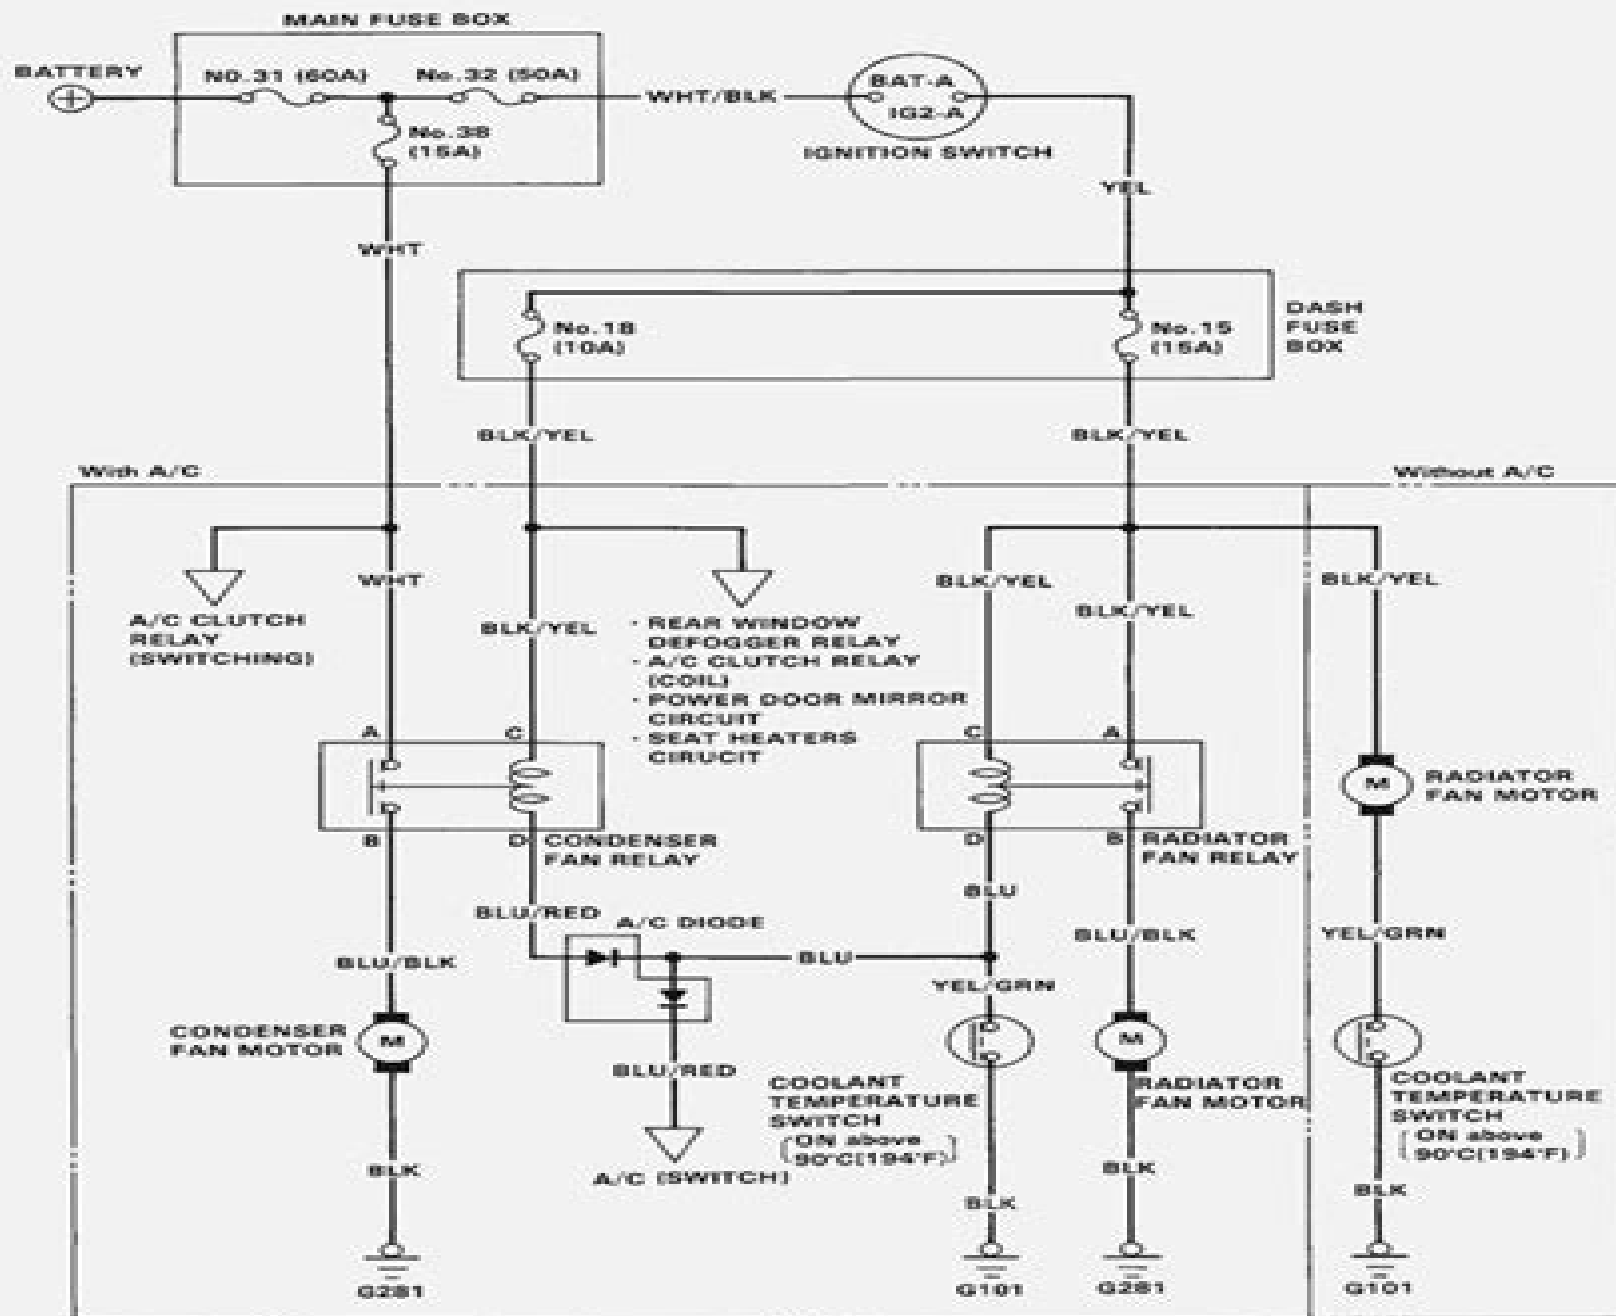 MAIN FUSE BOX
BATTERY
NO.31 (60A)
No.32 (50A)
WHT/BLK
BAT-A
IG2-A
IGNITION SWITCH
No.38
(15A)
YEL
WHT
No.18
(10A)
No.15
(15A)
DASH
FUSE
BOX
BLK/YEL
BLK/YEL
With A/C
Without A/C
WHT
BLK/YEL
BLK/YEL
BLK/YEL
BLK/YEL
A/C CLUTCH
RELAY
(SWITCHING)
· REAR WINDOW
DEFOGGER RELAY
· A/C CLUTCH RELAY
(COIL)
· POWER DOOR MIRROR
CIRCUIT
· SEAT HEATERS
CIRUCIT
A
C
C
A
M
RADIATOR
FAN MOTOR
B
D
CONDENSER
FAN RELAY
D
B
RADIATOR
FAN RELAY
BLU
BLU/RED
A/C DIODE
BLU/BLK
YEL/GRN
BLU/BLK
BLU
YEL/GRN
CONDENSER
FAN MOTOR
M
M
BLU/RED
COOLANT
TEMPERATURE
SWITCH
[ON above
90°C(194°F)]
RADIATOR
FAN MOTOR
COOLANT
TEMPERATURE
SWITCH
[ON above
90°C(194°F)]
A/C (SWITCH)
BLK
BLK
BLK
BLK
G281
G101
G281
G101